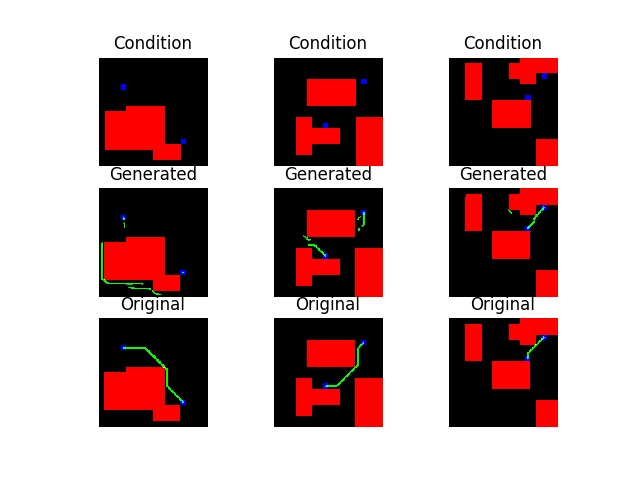 Condition Condition Condition
Generated Generated Generated
Original Original Original